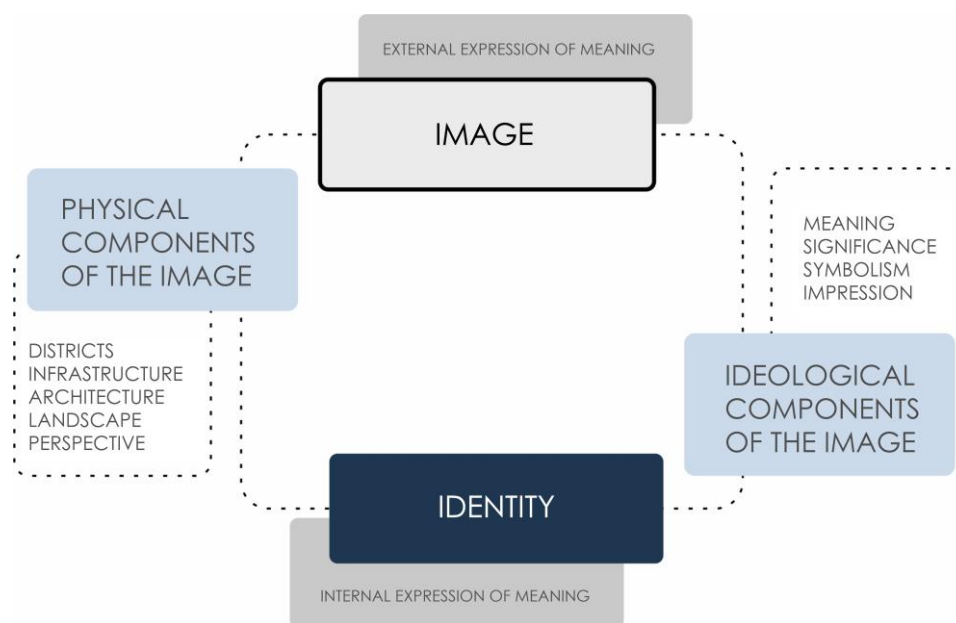 EXTERNAL EXPRESSION OF MEANING
IMAGE
PHYSICAL
COMPONENTS
OF THE IMAGE
DISTRICTS
INFRASTRUCTURE
ARCHITECTURE
LANDSCAPE
PERSPECTIVE
MEANING
SIGNIFICANCE
SYMBOLISM
IMPRESSION
IDEOLOGICAL
COMPONENTS
OF THE IMAGE
IDENTITY
INTERNAL EXPRESSION OF MEANING